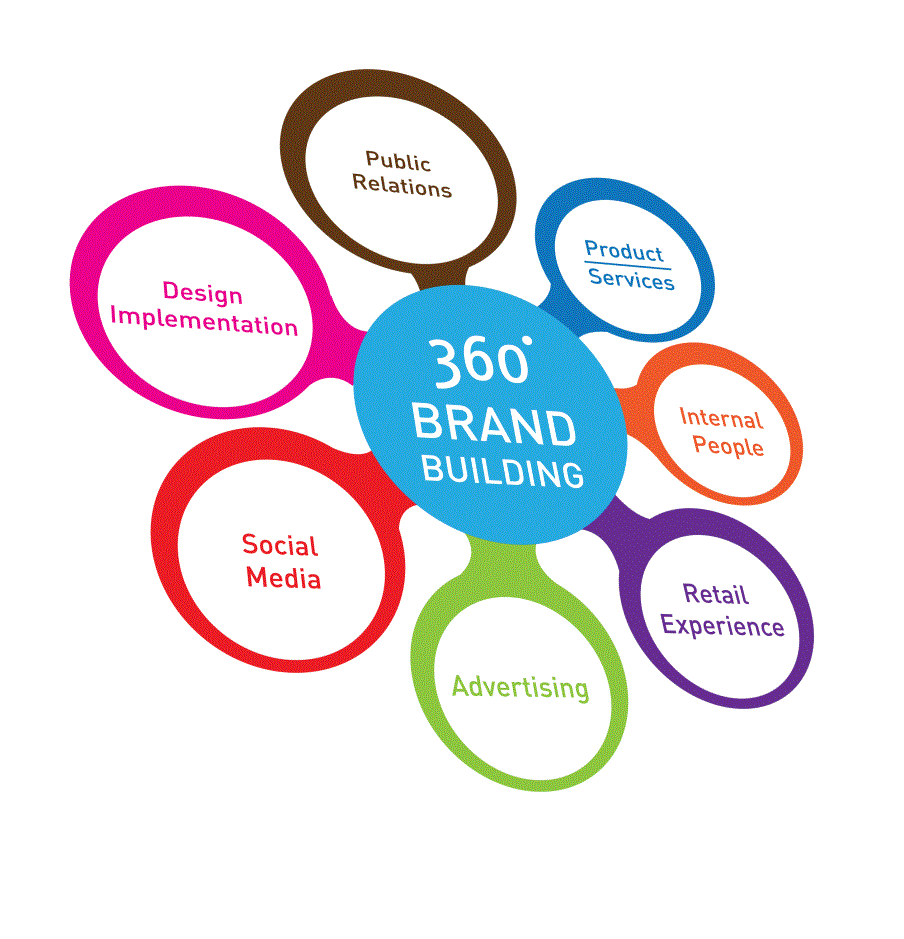 Public
Relations
Product
Services
Design
Implementation
360°
BRAND
BUILDING
Internal
People
Social
Media
Retail
Experience
Advertising